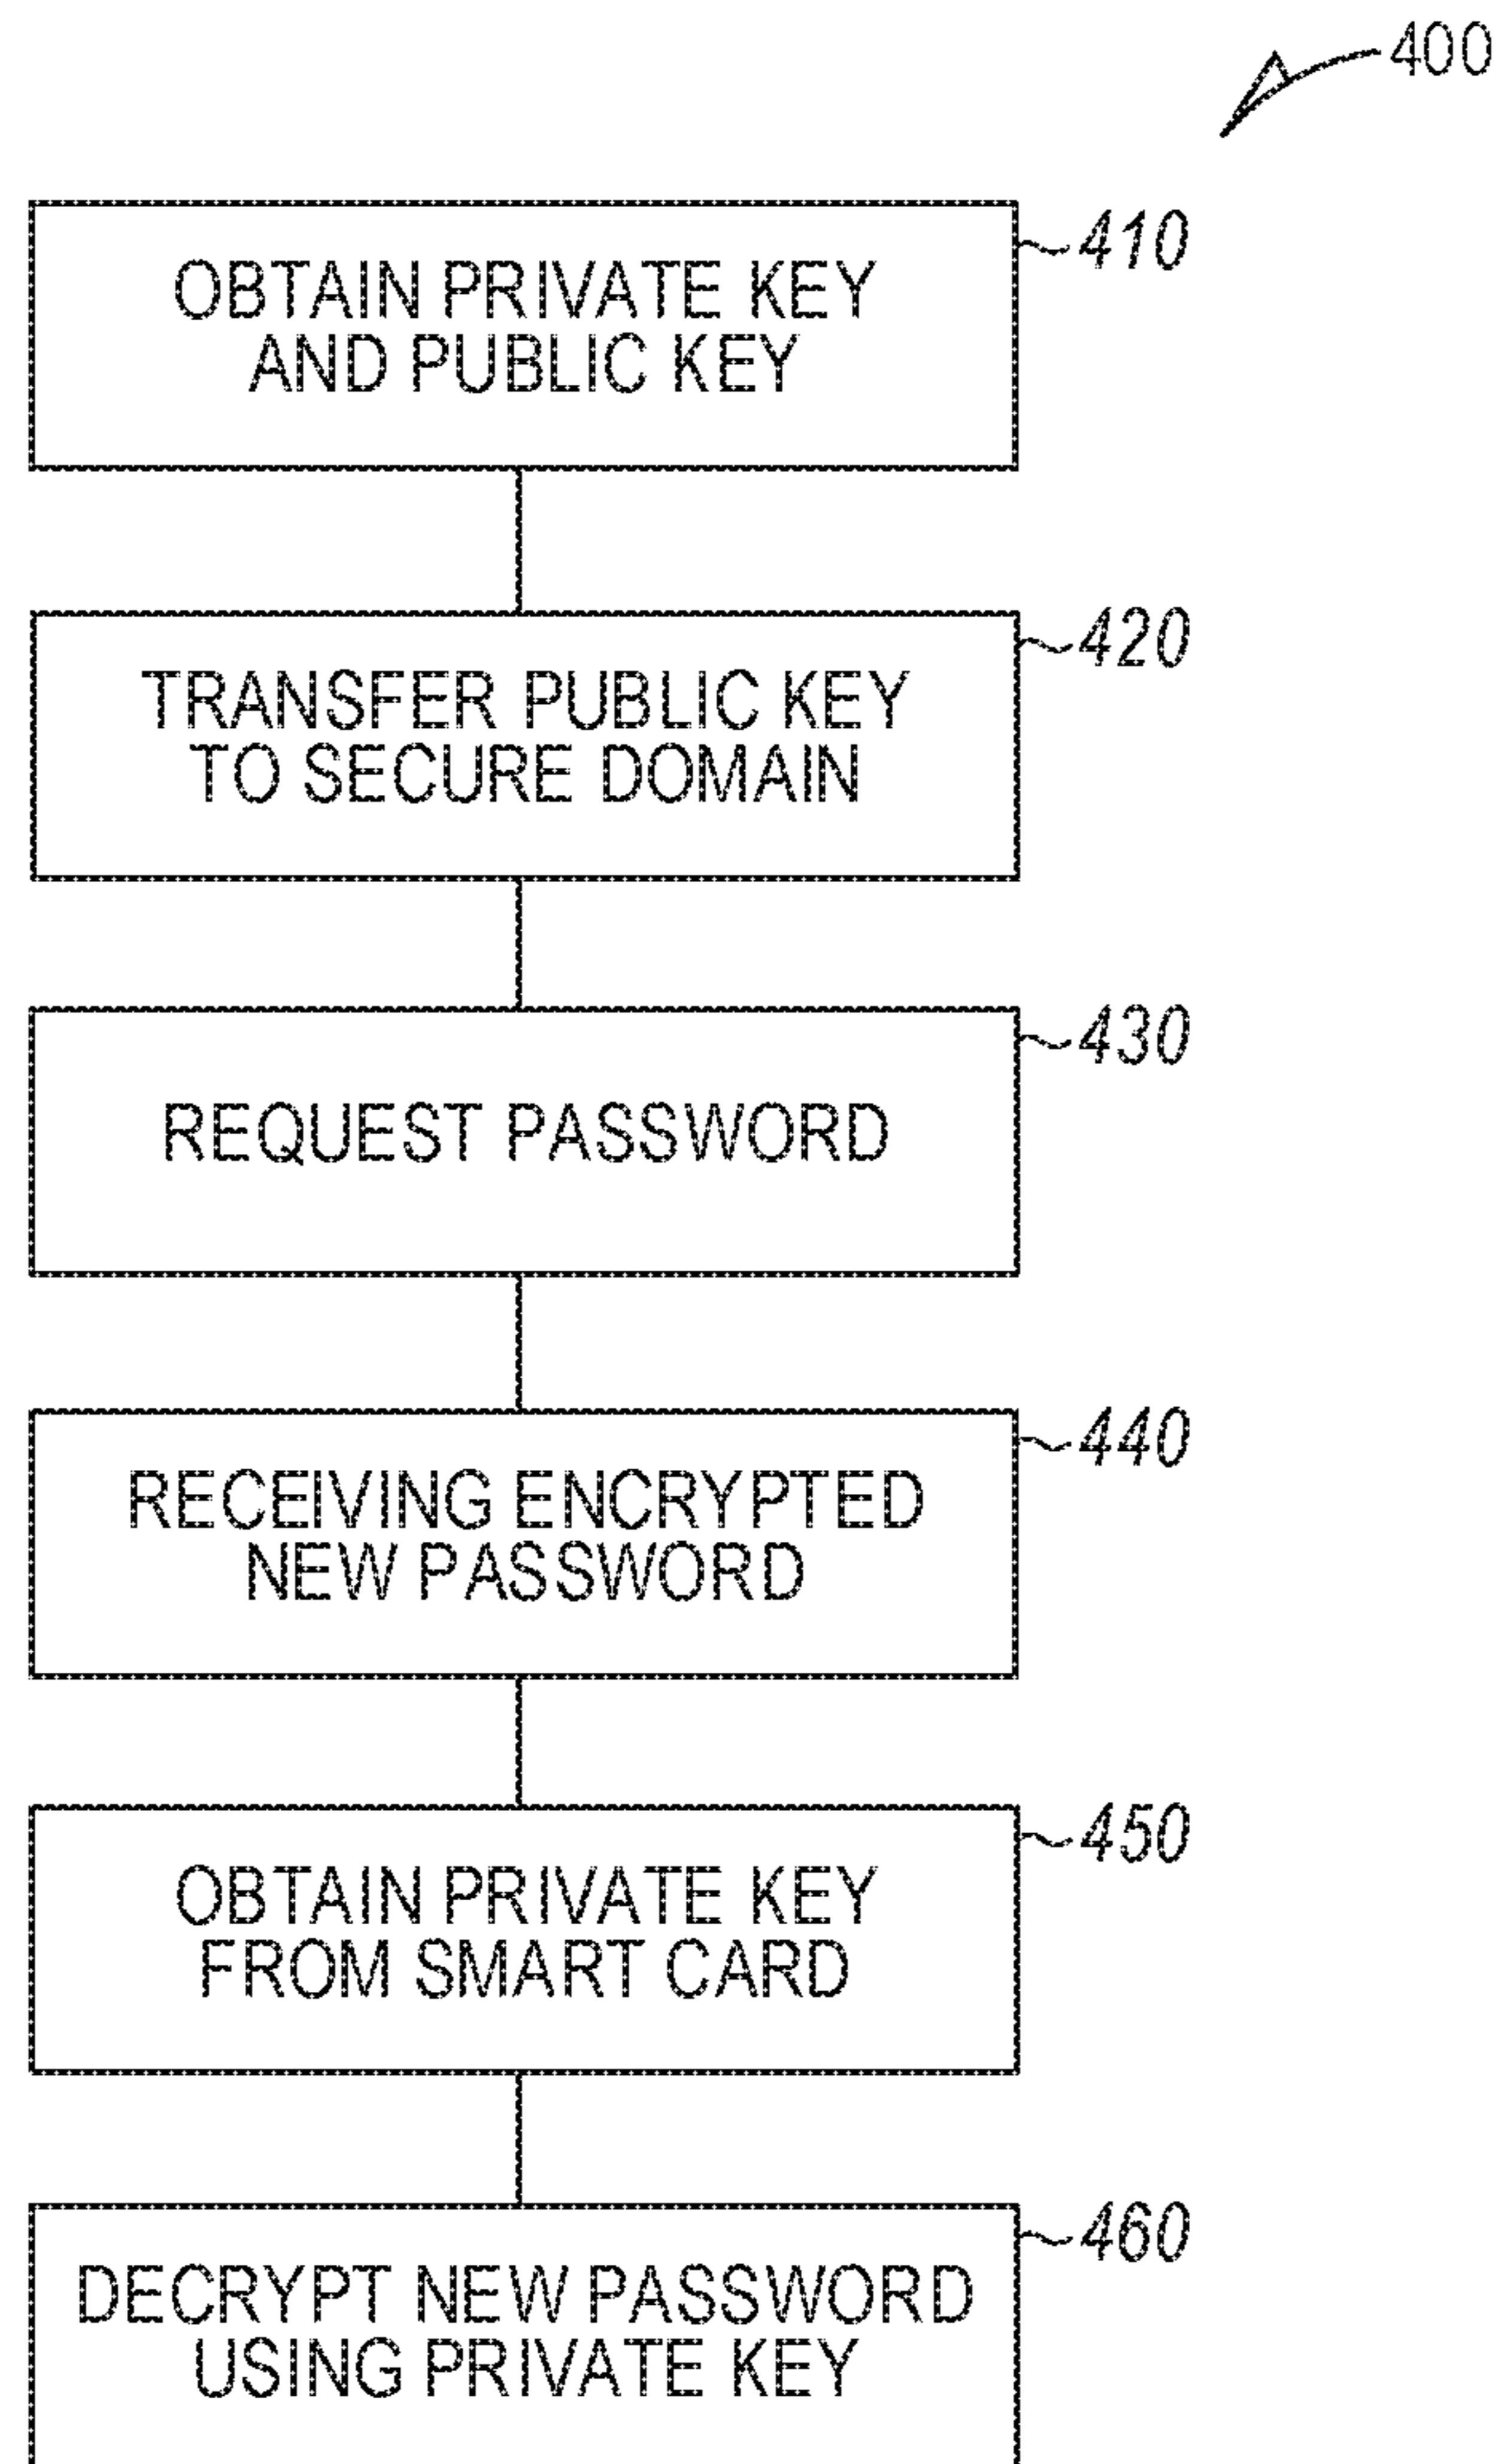 400
410
OBTAIN PRIVATE KEY
AND PUBLIC KEY
420
TRANSFER PUBLIC KEY
TO SECURE DOMAIN
430
REQUEST PASSWORD
440
RECEIVING ENCRYPTED
NEW PASSWORD
450
OBTAIN PRIVATE KEY
FROM SMART CARD
460
DECRYPT NEW PASSWORD
USING PRIVATE KEY